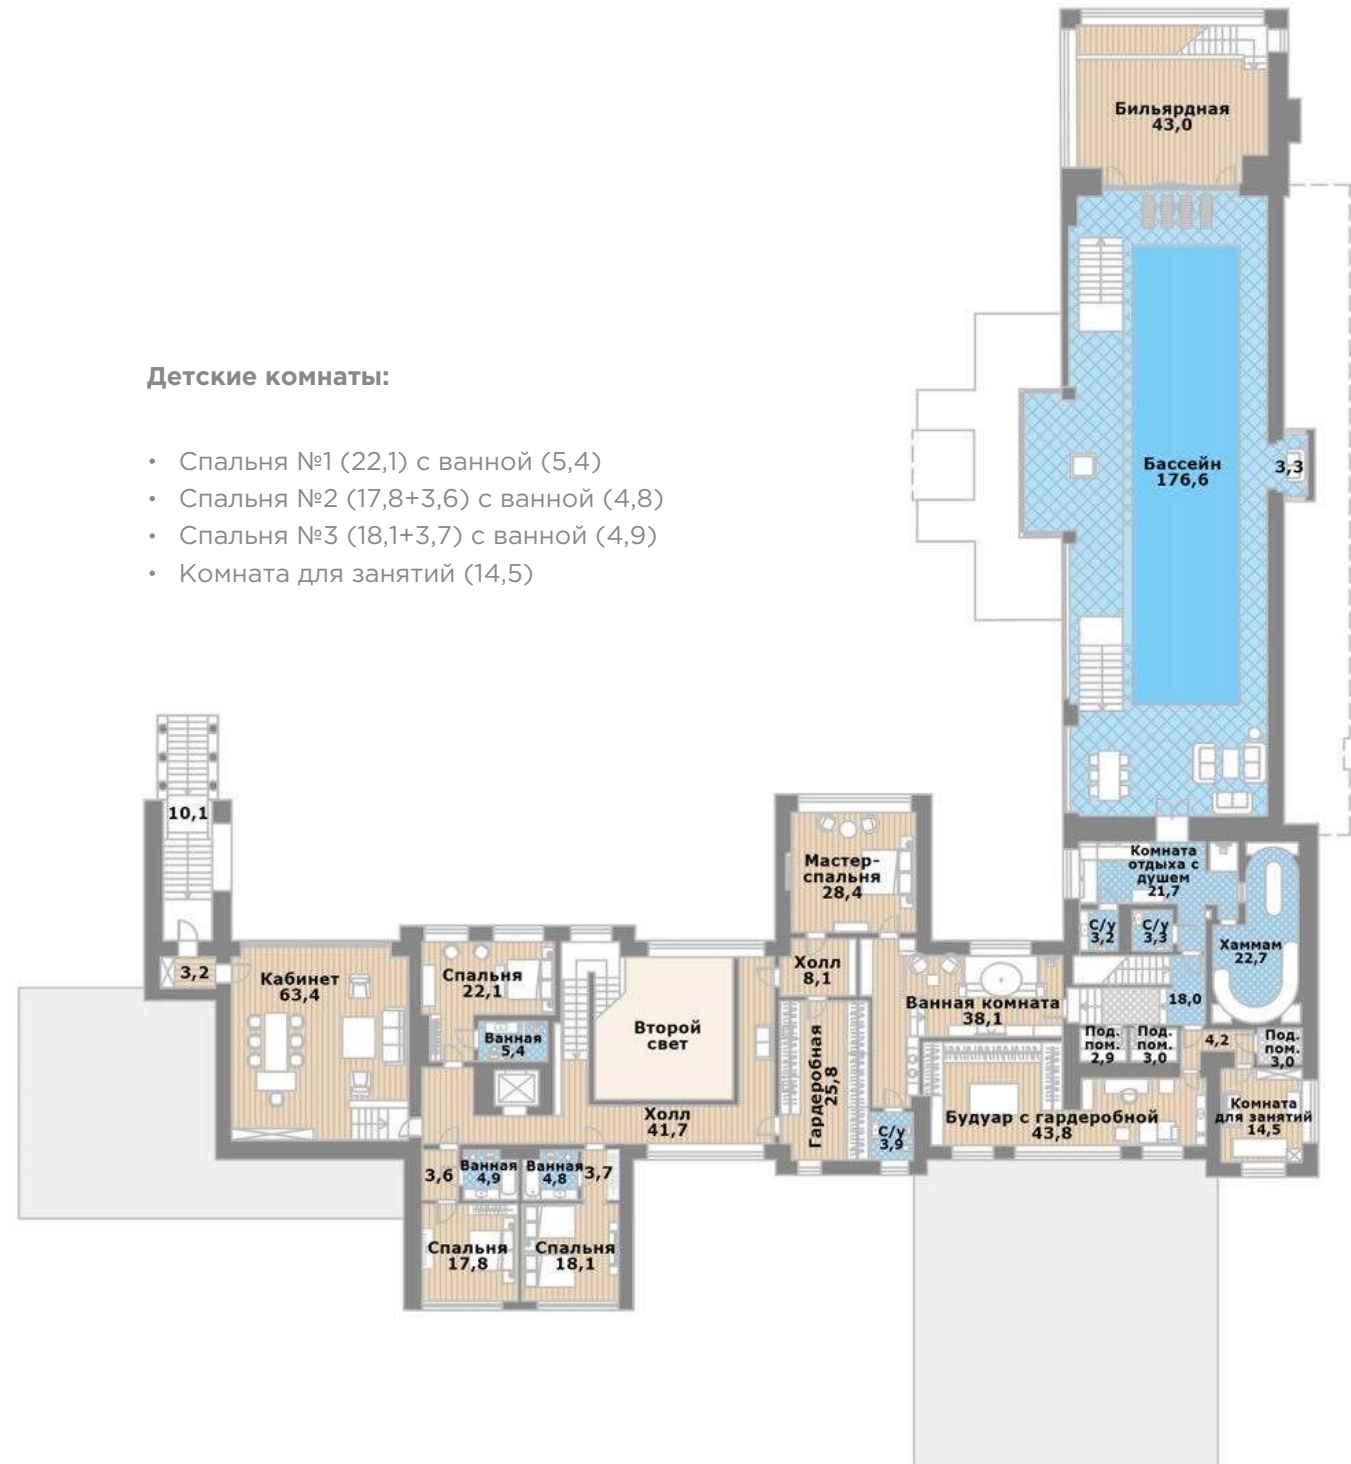 Бильярдная
43,0
Детские комнаты:
• Спальня №1 (22,1) с ванной (5,4)
• Спальня №2 (17,8+3,6) с ванной (4,8)
• Спальня №3 (18,1+3,7) с ванной (4,9)
• Комната для занятий (14,5)
Бассейн
176,6
3,3
10,1
3,2
Кабинет
63,4
Спальня
22,1
Ванная
5,4
Второй
свет
Холл
41,7
Мастер-
спальня
28,4
Холл
8,1
Гардеробная
25,8
Ванная комната
38,1
С/у
3,9
Будуар с гардеробной
43,8
Комната
отдыха с
душем
21,7
С/у
3,2
С/у
3,3
Хаммам
22,7
18,0
Под.
пом.
2,9
Под.
пом.
3,0
4,2
Под.
пом.
3,0
Комната
для занятий
14,5
3,6
Ванная
4,9
Ванная
4,8
3,7
Спальня
17,8
Спальня
18,1